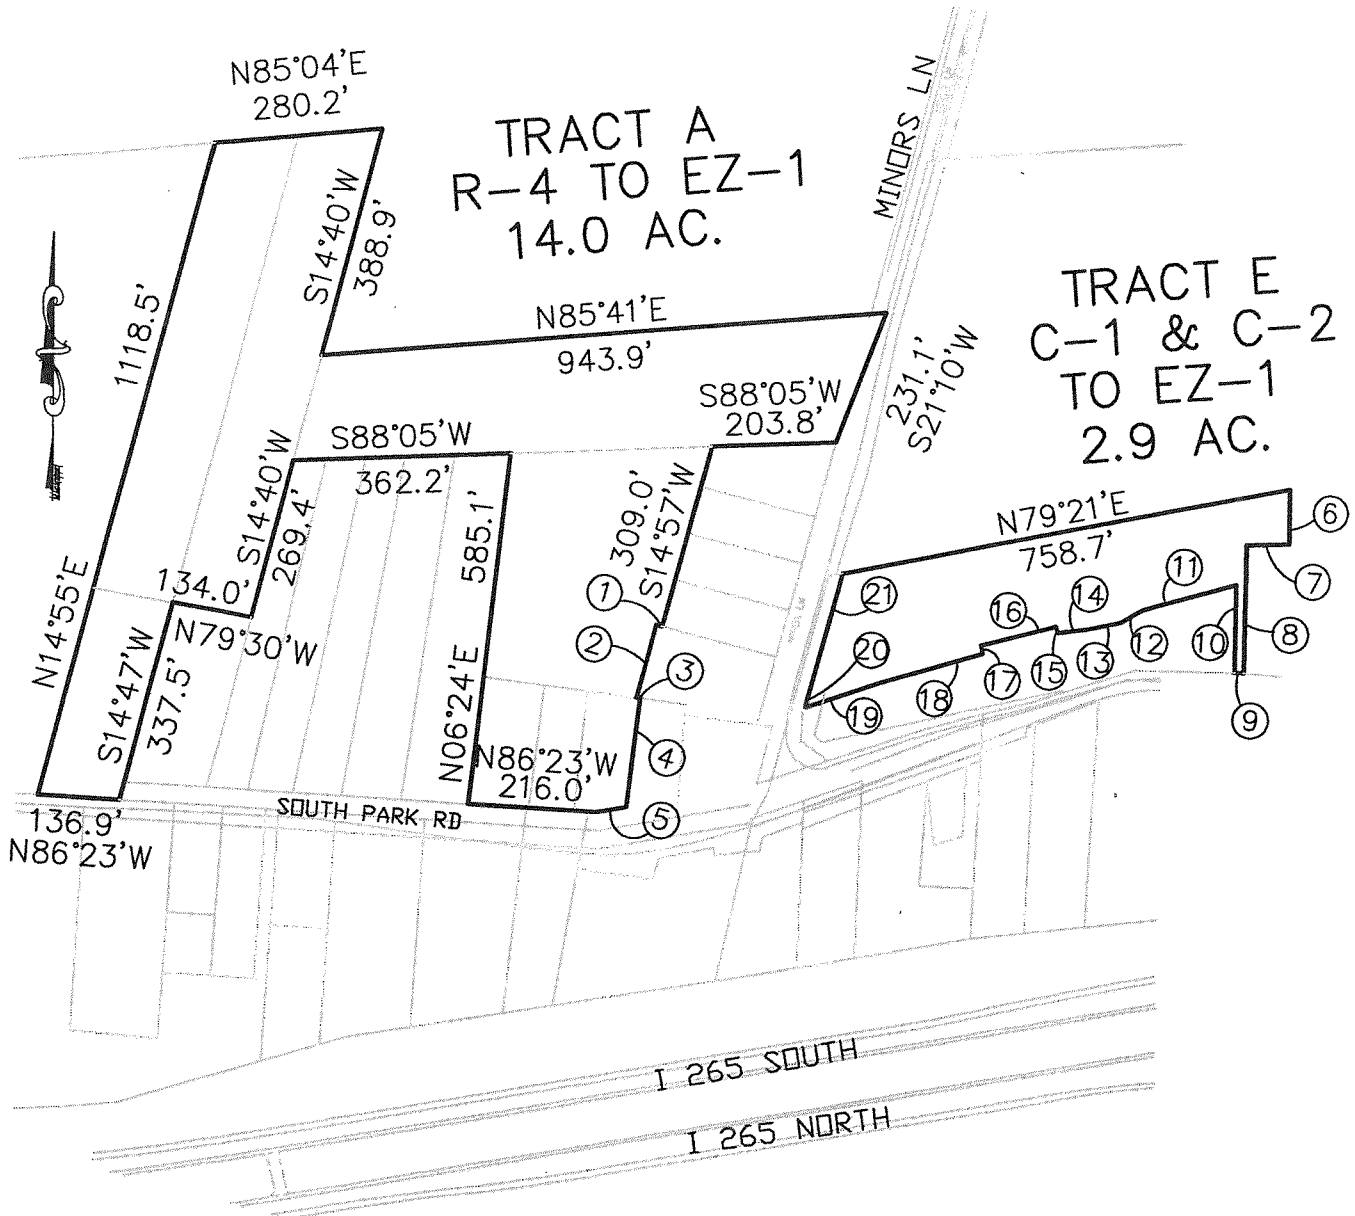 N85°04'E
280.2'
TRACT A
R-4 TO EZ-1
14.0 AC.
MINORS LN
S14°40'W
388.9'
1118.5'
N14°55'E
N85°41'E
943.9'
TRACT E
C-1 & C-2
TO EZ-1
2.9 AC.
231.1'
S21°10'W
S88°05'W
203.8'
S88°05'W
362.2'
S14°40'W
269.4'
585.1'
N06°24'E
309.0'
S14°57'W
N79°21'E
758.7'
134.0'
N79°30'W
S14°47'W
337.5'
N86°23'W
216.0'
SOUTH PARK RD
136.9'
N86°23'W
1
2
3
4
5
6
7
8
9
10
11
12
13
14
15
16
17
18
19
20
21
I 265 SOUTH
I 265 NORTH